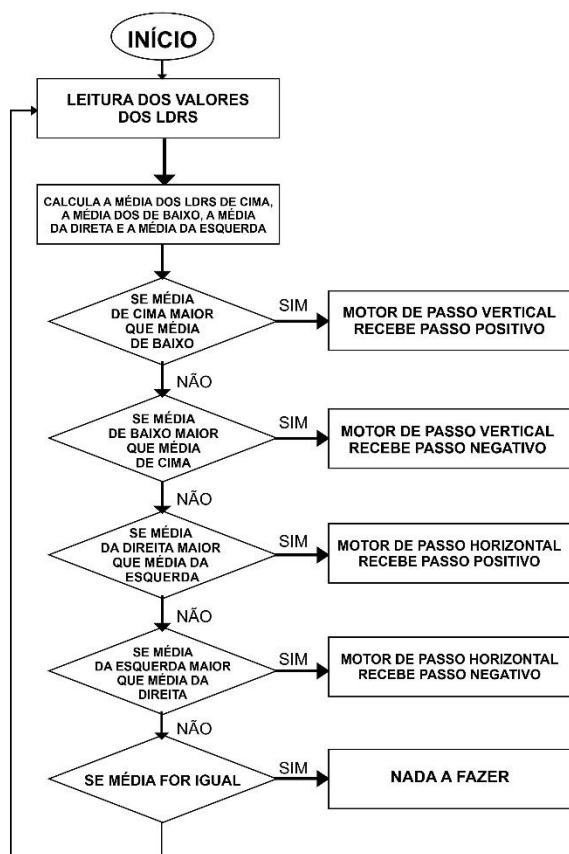 INÍCIO
LEITURA DOS VALORES
DOS LDRS
CALCULA A MÉDIA DOS LDRS DE CIMA,
A MÉDIA DOS DE BAIXO, A MÉDIA
DA DIRETA E A MÉDIA DA ESQUERDA
SE MÉDIA
DE CIMA MAIOR
QUE MÉDIA
DE BAIXO
SIM
MOTOR DE PASSO VERTICAL
RECEBE PASSO POSITIVO
NÃO
SE MÉDIA
DE BAIXO MAIOR
QUE MÉDIA
DE CIMA
SIM
MOTOR DE PASSO VERTICAL
RECEBE PASSO NEGATIVO
NÃO
SE MÉDIA
DA DIREITA MAIOR
QUE MÉDIA DA
ESQUERDA
SIM
MOTOR DE PASSO HORIZONTAL
RECEBE PASSO POSITIVO
NÃO
SE MÉDIA
DA ESQUERDA MAIOR
QUE MÉDIA DA
DIREITA
SIM
MOTOR DE PASSO HORIZONTAL
RECEBE PASSO NEGATIVO
NÃO
SE MÉDIA FOR IGUAL
SIM
NADA A FAZER